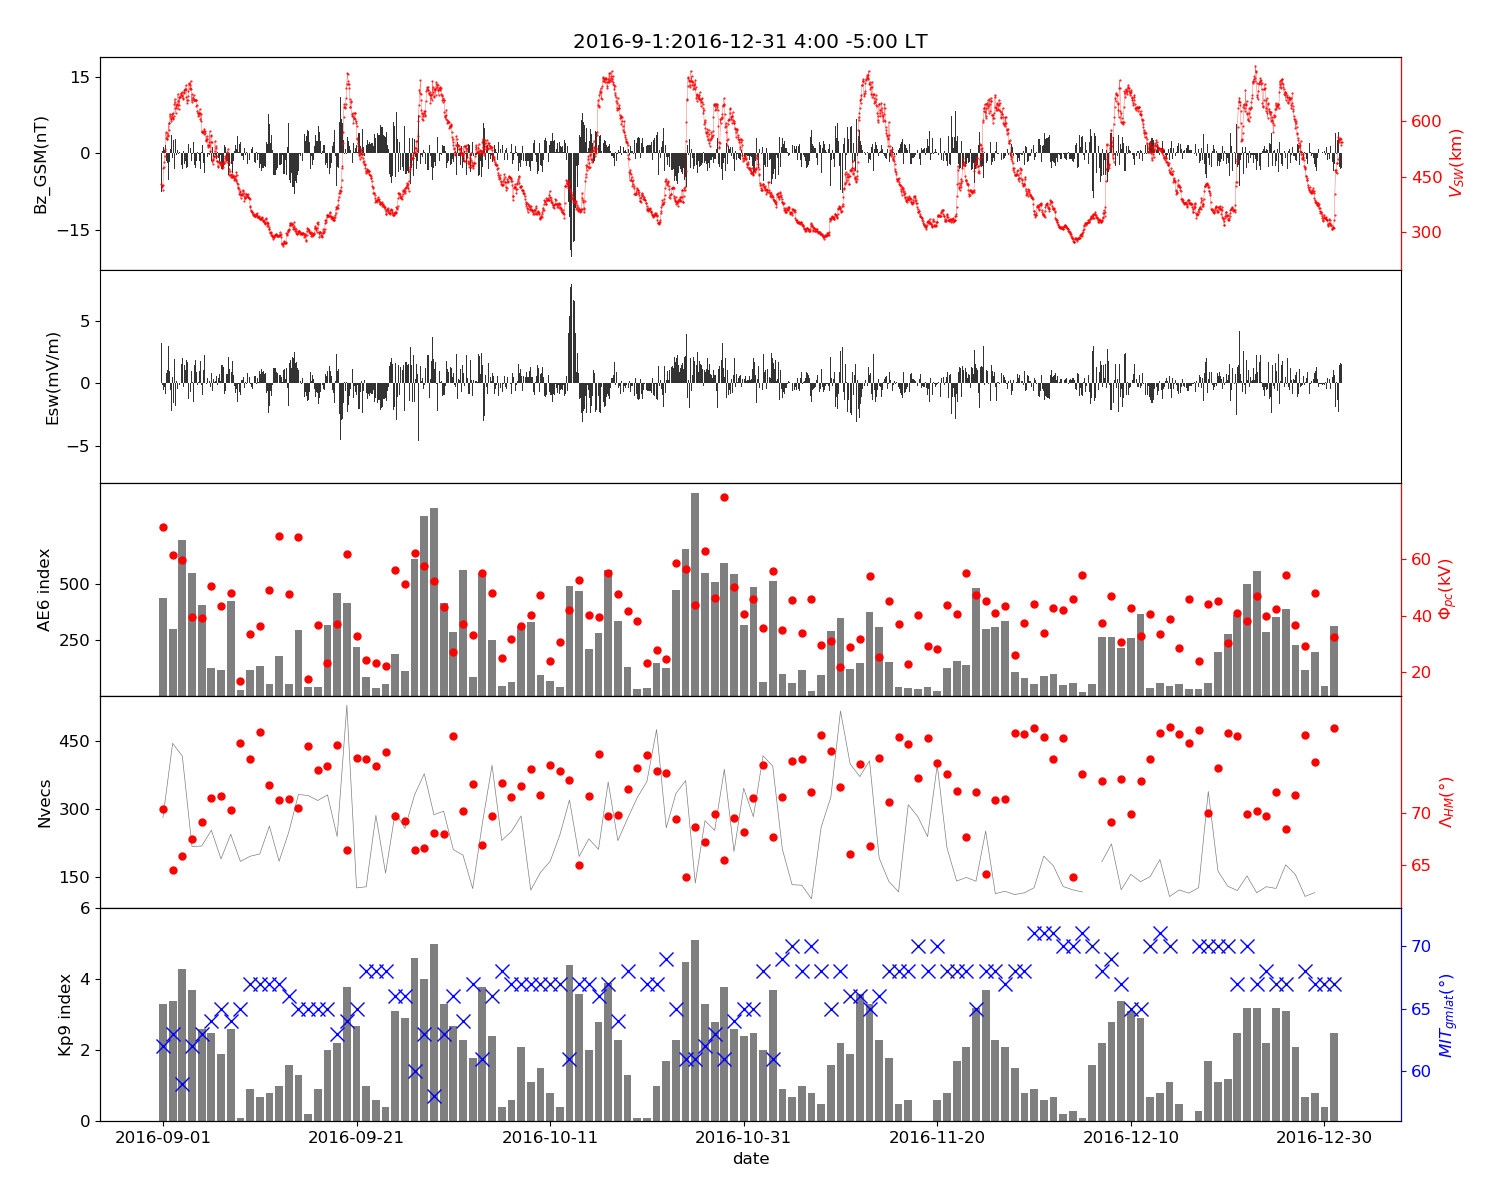 2016-9-1:2016-12-31 4:00 -5:00 LT
Bz_GSM(nT)
15
0
−15
600
450
300
V_SW(km)
Esw(mV/m)
5
0
−5
AE6 index
500
250
60
40
20
Φ_pc(kV)
Nvecs
450
300
150
70
65
Λ_HM(°)
Kp9 index
6
4
2
0
70
65
60
MIT_gmlat(°)
2016-09-01 2016-09-21 2016-10-11 2016-10-31 2016-11-20 2016-12-10 2016-12-30
date